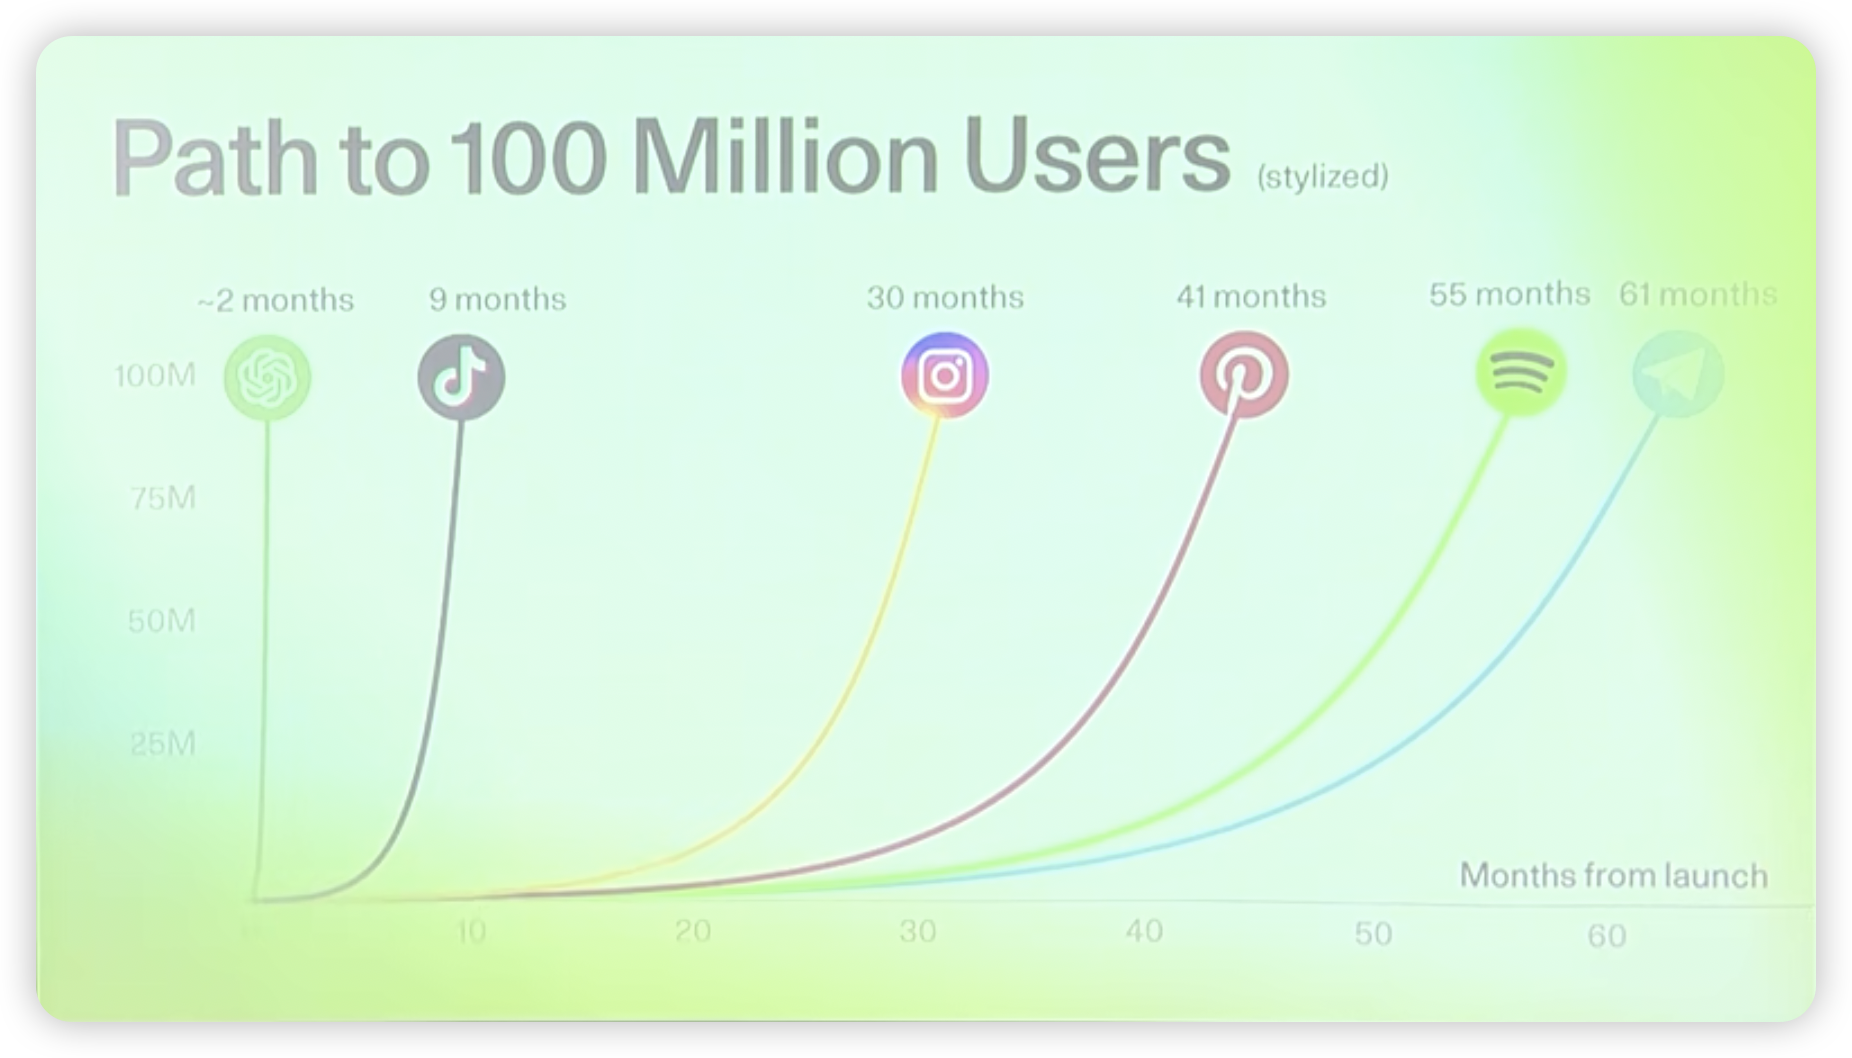 Path to 100 Million Users (stylized)
~2 months 9 months 30 months 41 months 55 months 61 months
100M
75M
50M
25M
Months from launch
10 20 30 40 50 60